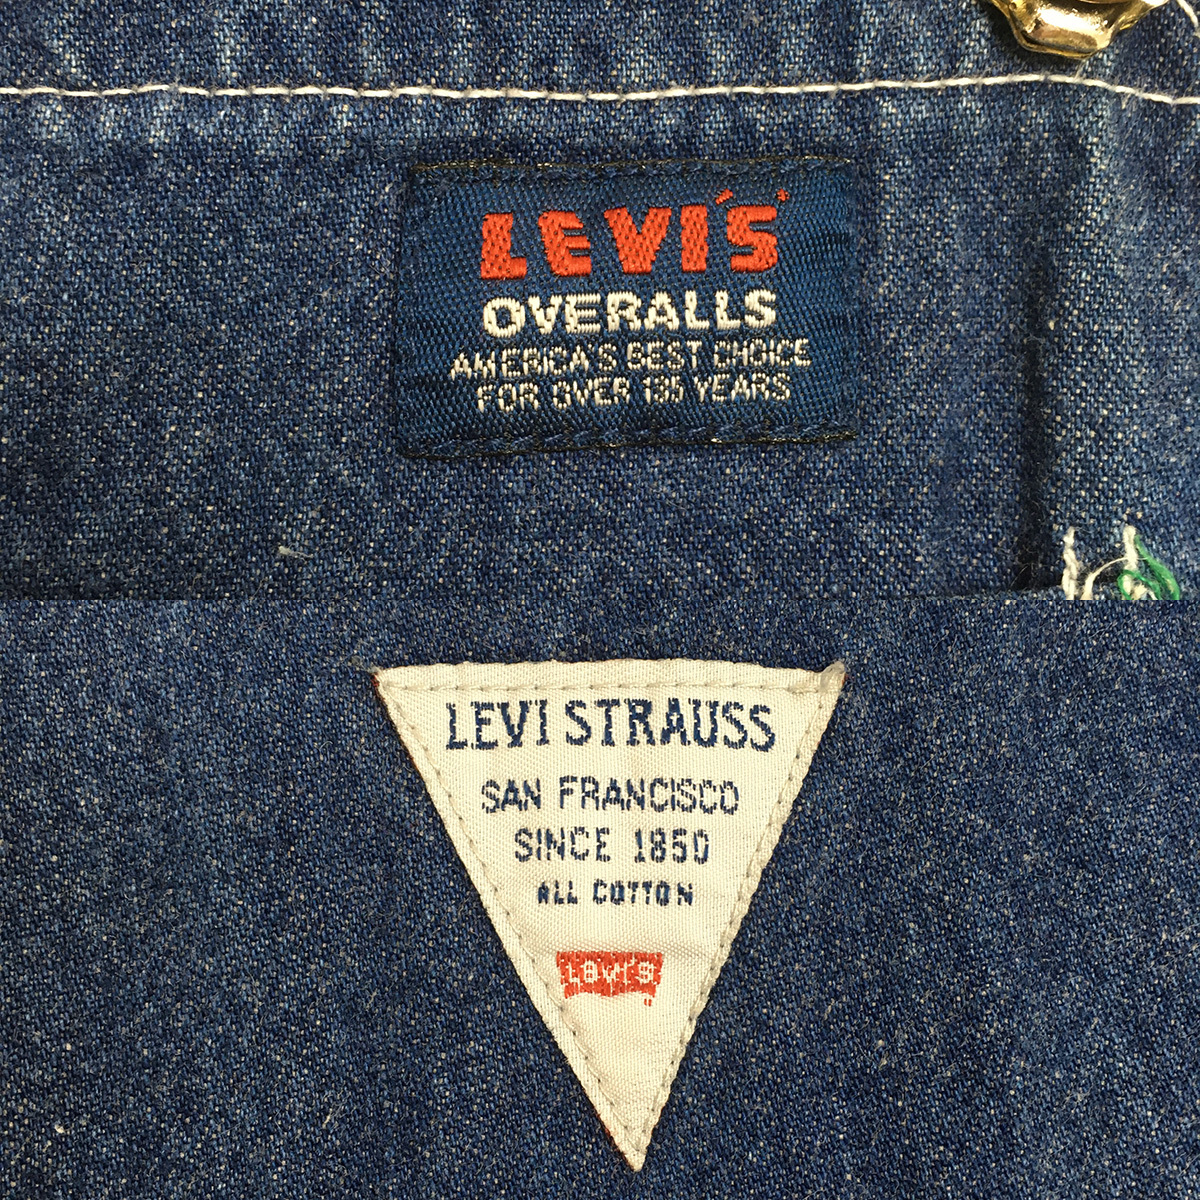 LEVI'S
OVERALLS
AMERICA'S BEST CHOICE
FOR OVER 135 YEARS
LEVI STRAUSS
SAN FRANCISCO
SINCE 1850
ALL COTTON
LEVI'S